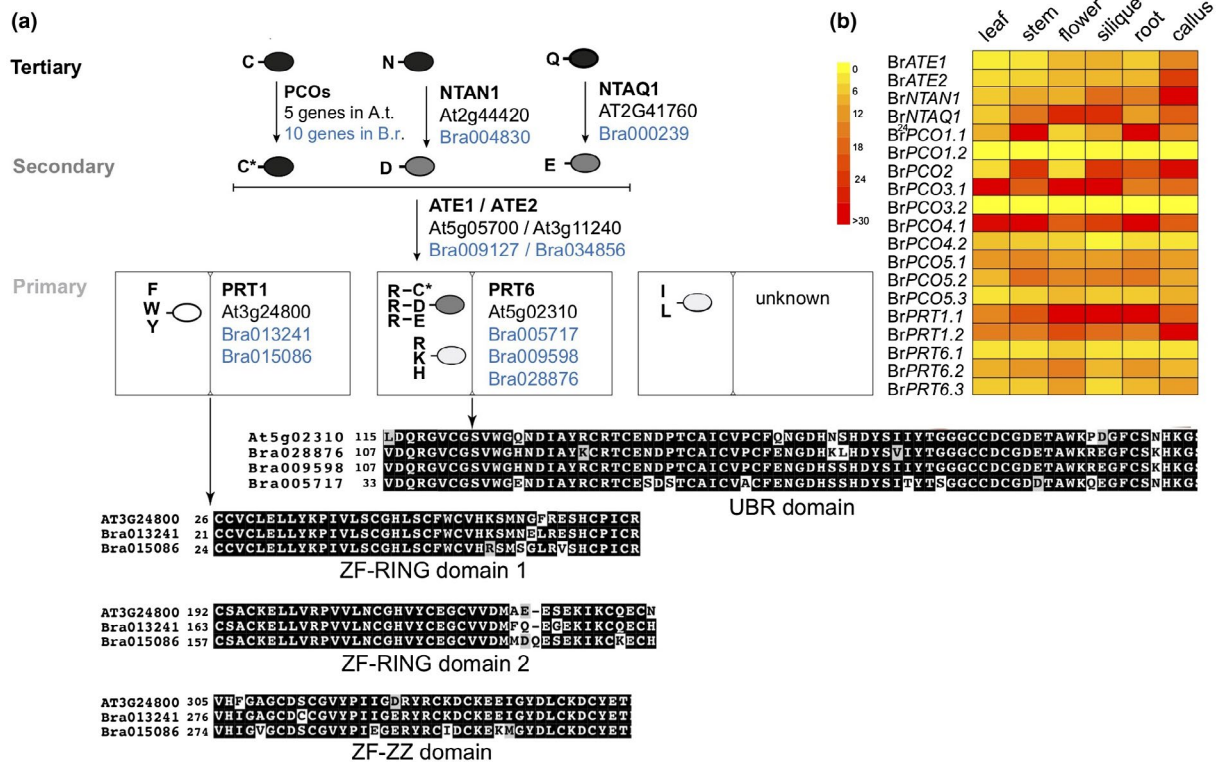 (a)
Tertiary
C
N
Q
PCOs
5 genes in A.t.
10 genes in B.r.
NTAN1
At2g44420
Bra004830
NTAQ1
AT2G41760
Bra000239
Secondary
C*
D
E
ATE1 / ATE2
At5g05700 / At3g11240
Bra009127 / Bra034856
Primary
F
W
Y
PRT1
At3g24800
Bra013241
Bra015086
R-C*
R-D
R-E
R
K
H
PRT6
At5g02310
Bra005717
Bra009598
Bra028876
I
L
unknown
At5g02310 115 LDQRGVCGSVWGQNDIAYRCRTCENDPTCAICVPCFQNGDHNSHDYSIIYTGGGCCDCGDETAWKPDGFCSNHKGS
Bra028876 107 VDQRGVCGSVWGHNDIAYKCRTCENDPTCAICVPCFENGDHKLHDYSVIYTGGGCCDCGDETAWKREGFCSKHKGS
Bra009598 107 VDQRGVCGSVWGHNDIAYRCRTCENDPTCAICVPCFENGDHSSHDYSIIYTGGGCCDCGDETAWKREGFCSKHKGS
Bra005717 33 VDQRGVCGSVWGENDIAYRCRTCESDSTCAICVACFENGDHSSHDYSITYTSGGCCDCGDDTAWKQEGFCSNHKGS
UBR domain
AT3G24800 26 CCVCLELLYKPIVLSCGHLSCFWCVHKSMNGFRESHCPICR
Bra013241 21 CCVCLELLYKPIVLSCGHLSCFWCVHKSMNELRESHCPICR
Bra015086 24 CCVCLELLYKPIVLSCGHLSCFWCVHRSMSGLRVSHCPICR
ZF-RING domain 1
AT3G24800 192 CSACKELLVRPVVLNCGHVYCEGCVVDMAE-ESEKIKCQECN
Bra013241 163 CSACKELLVRPVVLNCGHVYCEGCVVDMFQ-EGEKIKCQECH
Bra015086 157 CSACKELLVRPVVLNCGHVYCEGCVVDMMDQESEKIKCKECH
ZF-RING domain 2
AT3G24800 305 VHFGAGCDSCGVYPIIGDRYRCKDCKEEIGYDLCKDCYET
Bra013241 276 VHIGAGCDCCGVYPIIGERYRCKDCKEEIGYDLCKDCYET
Bra015086 274 VHIGVGCDSCGVYPIEGERYRCIDCKEKMGYDLCKDCYET
ZF-ZZ domain
(b)
leaf
stem
flower
silique
root
callus
0
6
12
18
24
>30
BrATE1
BrATE2
BrNTAN1
BrNTAQ1
24
BrPCO1.1
BrPCO1.2
BrPCO2
BrPCO3.1
BrPCO3.2
BrPCO4.1
BrPCO4.2
BrPCO5.1
BrPCO5.2
BrPCO5.3
BrPRT1.1
BrPRT1.2
BrPRT6.1
BrPRT6.2
BrPRT6.3